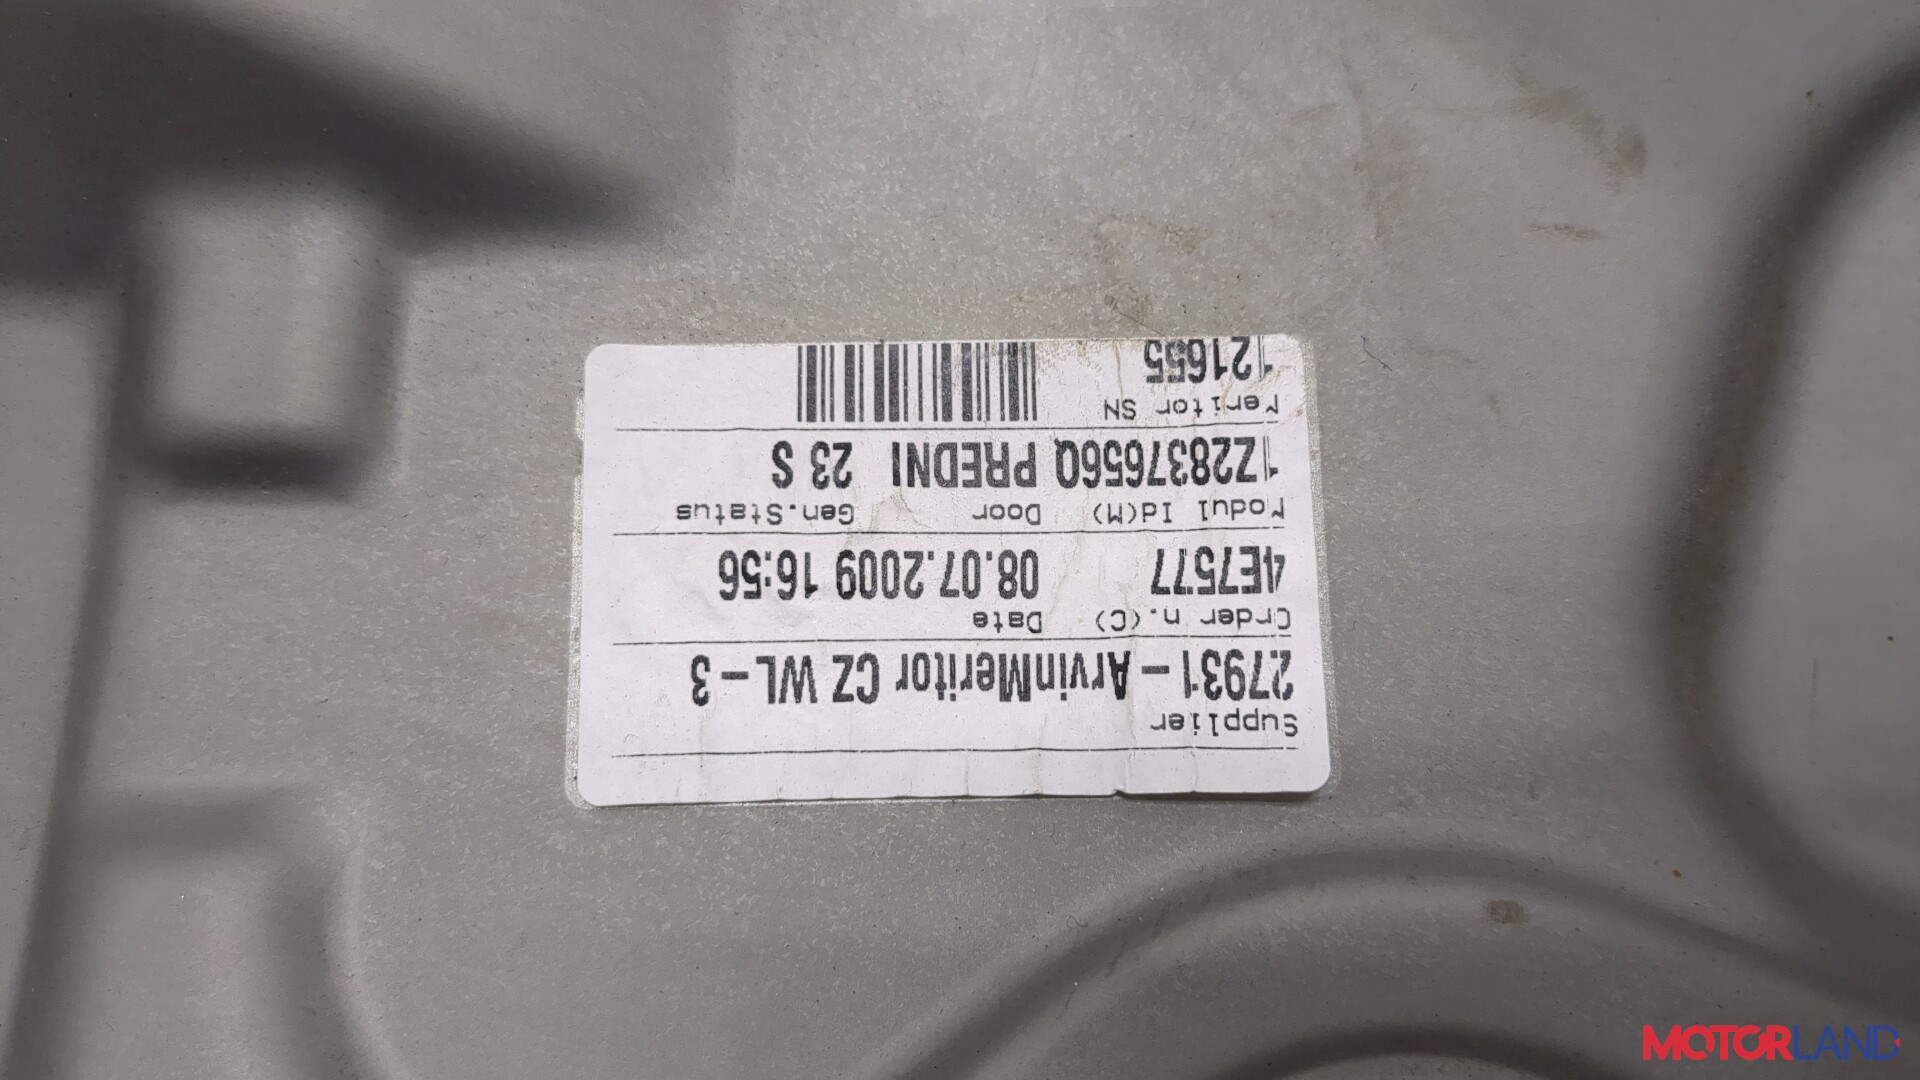 Supplier
27931 - ArvinMeritor CZ WL - 3
Order n.(C) Date
4E7577 08.07.2009 16:56
Modul Id(M) Door Gen.Status
1Z2837656Q PREDNI 23 S
Meritor SN
121655
MOTORLAND